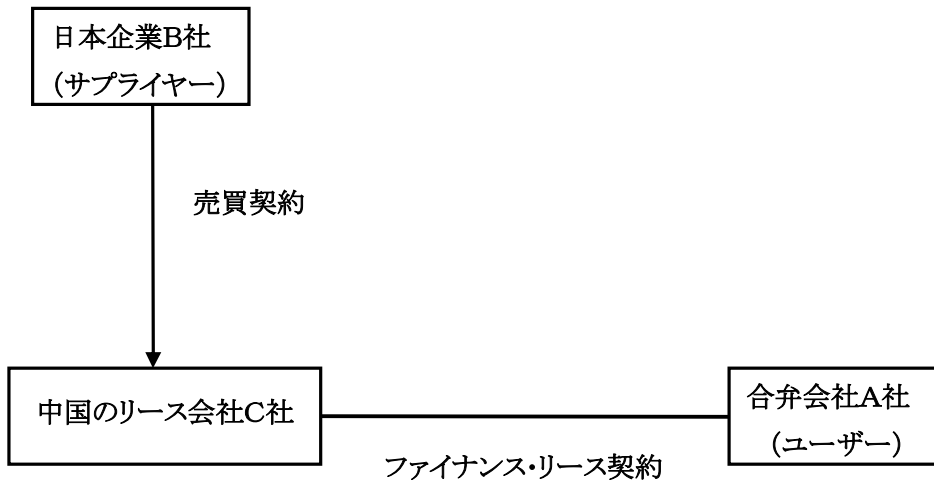 日本企業B社
（サプライヤー）
売買契約
中国のリース会社C社
合弁会社A社
（ユーザー）
ファイナンス・リース契約